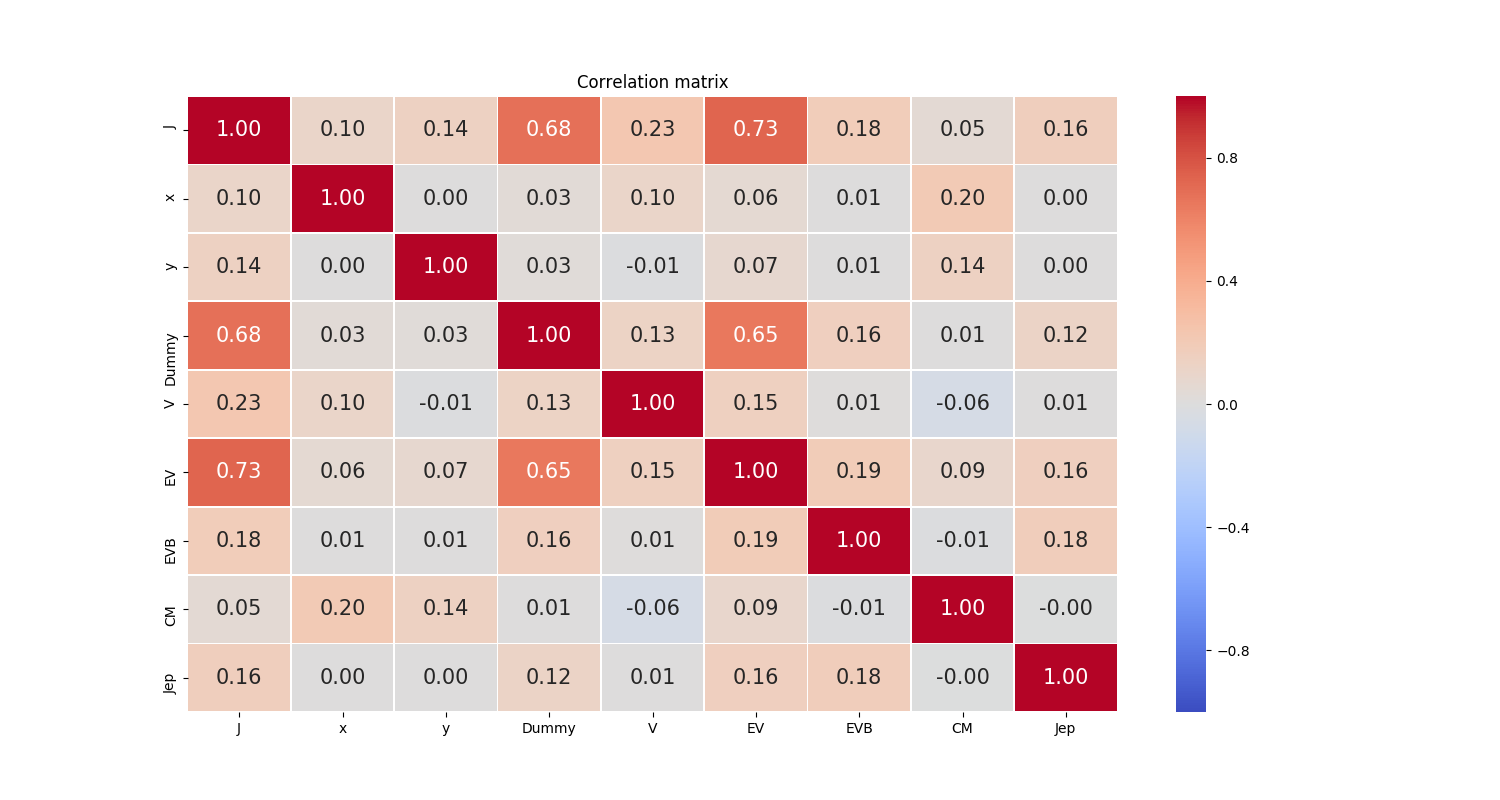 Correlation matrix
J 1.00 0.10 0.14 0.68 0.23 0.73 0.18 0.05 0.16
x 0.10 1.00 0.00 0.03 0.10 0.06 0.01 0.20 0.00
y 0.14 0.00 1.00 0.03 -0.01 0.07 0.01 0.14 0.00
Dummy 0.68 0.03 0.03 1.00 0.13 0.65 0.16 0.01 0.12
V 0.23 0.10 -0.01 0.13 1.00 0.15 0.01 -0.06 0.01
EV 0.73 0.06 0.07 0.65 0.15 1.00 0.19 0.09 0.16
EVB 0.18 0.01 0.01 0.16 0.01 0.19 1.00 -0.01 0.18
CM 0.05 0.20 0.14 0.01 -0.06 0.09 -0.01 1.00 -0.00
Jep 0.16 0.00 0.00 0.12 0.01 0.16 0.18 -0.00 1.00
J x y Dummy V EV EVB CM Jep
0.8
0.4
0.0
−0.4
−0.8